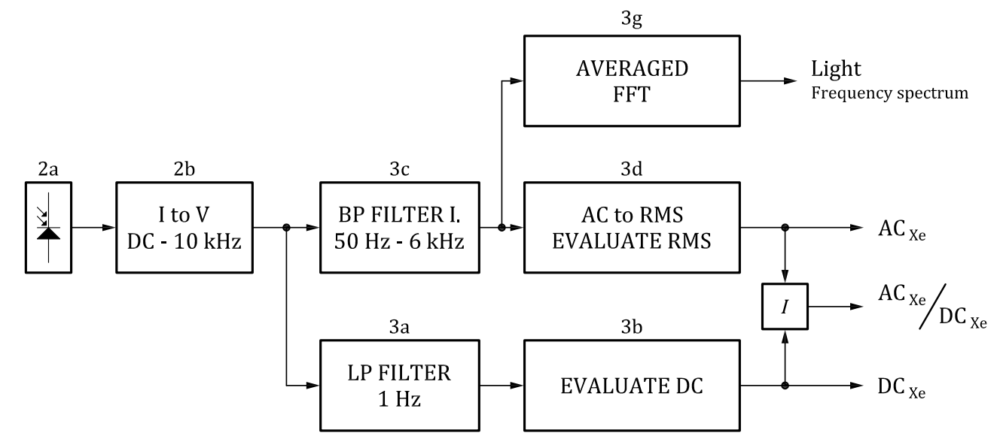 3g
AVERAGED
FFT
Light
Frequency spectrum
2a
2b
3c
3d
I to V
DC - 10 kHz
BP FILTER I.
50 Hz - 6 kHz
AC to RMS
EVALUATE RMS
AC Xe
I
AC Xe / DC Xe
3a
3b
LP FILTER
1 Hz
EVALUATE DC
DC Xe